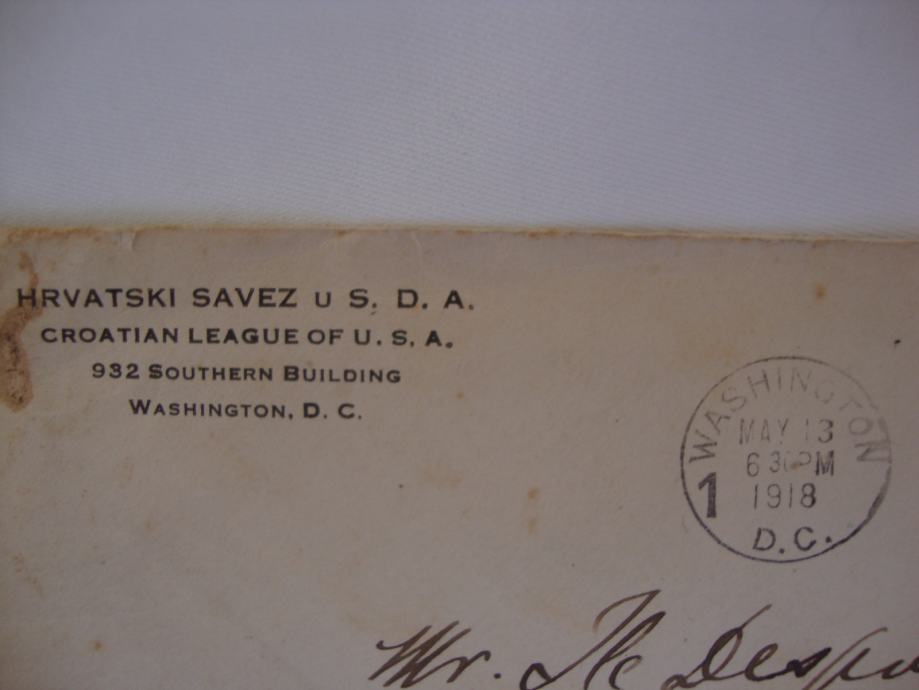 HRVATSKI SAVEZ U S. D. A.
CROATIAN LEAGUE OF U. S. A.
932 SOUTHERN BUILDING
WASHINGTON, D. C.
WASHINGTON
MAY 13
6 30 PM
1918
1
D.C.
Mr.